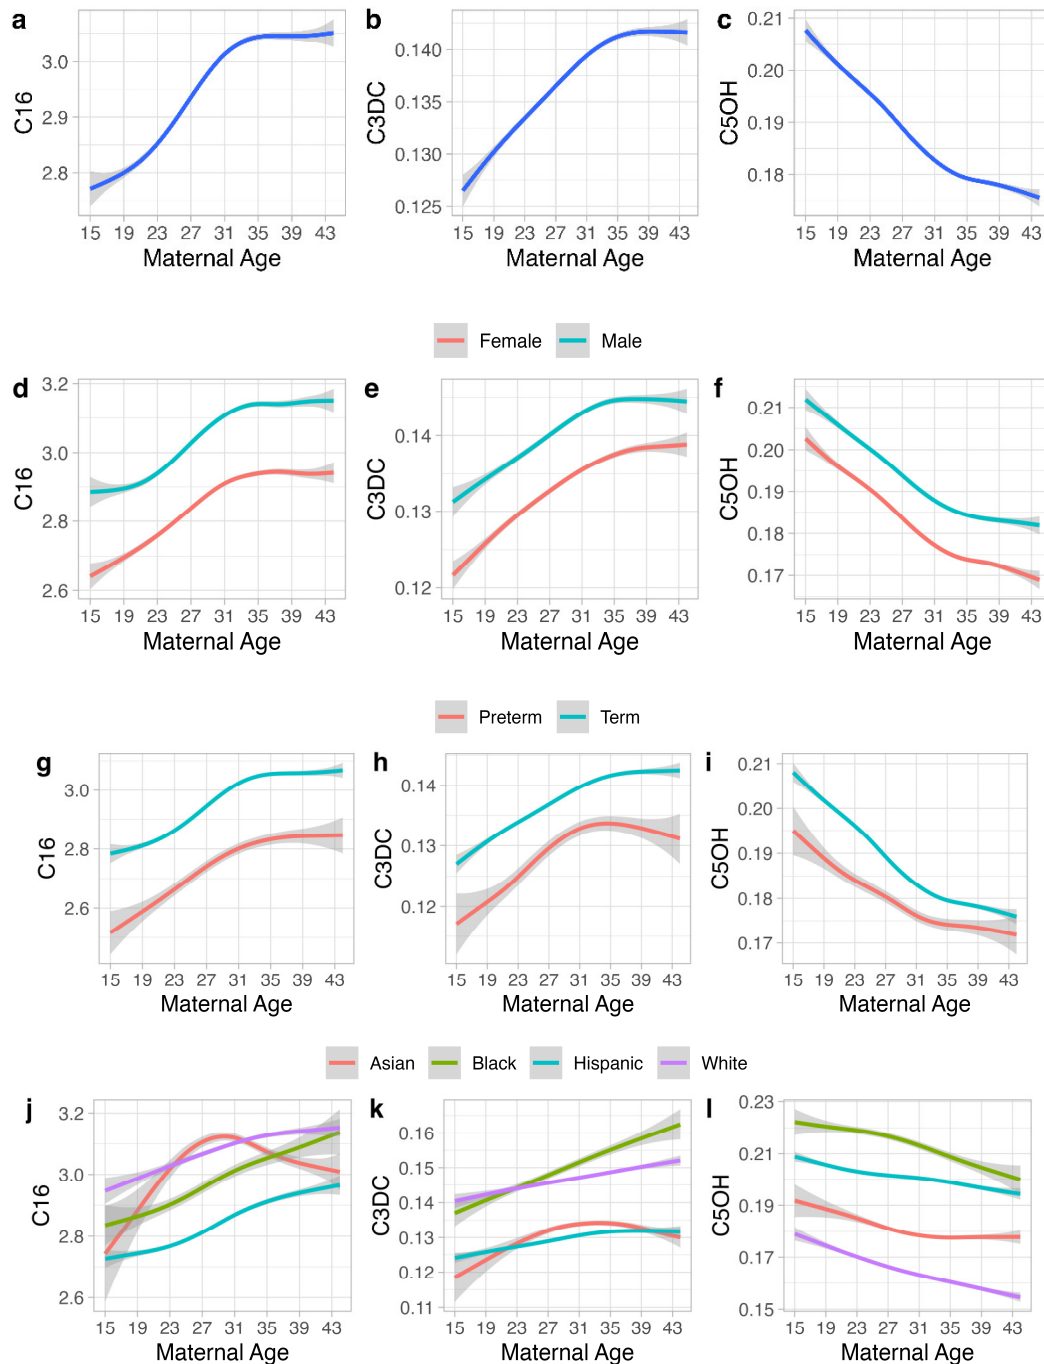 a b c
3.0
2.9
2.8
C16
15 19 23 27 31 35 39 43
Maternal Age
0.140
0.135
0.130
0.125
C3DC
15 19 23 27 31 35 39 43
Maternal Age
0.21
0.20
0.19
0.18
C5OH
15 19 23 27 31 35 39 43
Maternal Age
Female Male
d e f
3.2
3.0
2.8
2.6
C16
15 19 23 27 31 35 39 43
Maternal Age
0.14
0.13
0.12
C3DC
15 19 23 27 31 35 39 43
Maternal Age
0.21
0.20
0.19
0.18
0.17
C5OH
15 19 23 27 31 35 39 43
Maternal Age
Preterm Term
g h i
3.0
2.8
2.6
C16
15 19 23 27 31 35 39 43
Maternal Age
0.14
0.13
0.12
C3DC
15 19 23 27 31 35 39 43
Maternal Age
0.21
0.20
0.19
0.18
0.17
C5OH
15 19 23 27 31 35 39 43
Maternal Age
Asian Black Hispanic White
j k l
3.2
3.0
2.8
2.6
C16
15 19 23 27 31 35 39 43
Maternal Age
0.16
0.15
0.14
0.13
0.12
0.11
C3DC
15 19 23 27 31 35 39 43
Maternal Age
0.23
0.21
0.19
0.17
0.15
C5OH
15 19 23 27 31 35 39 43
Maternal Age